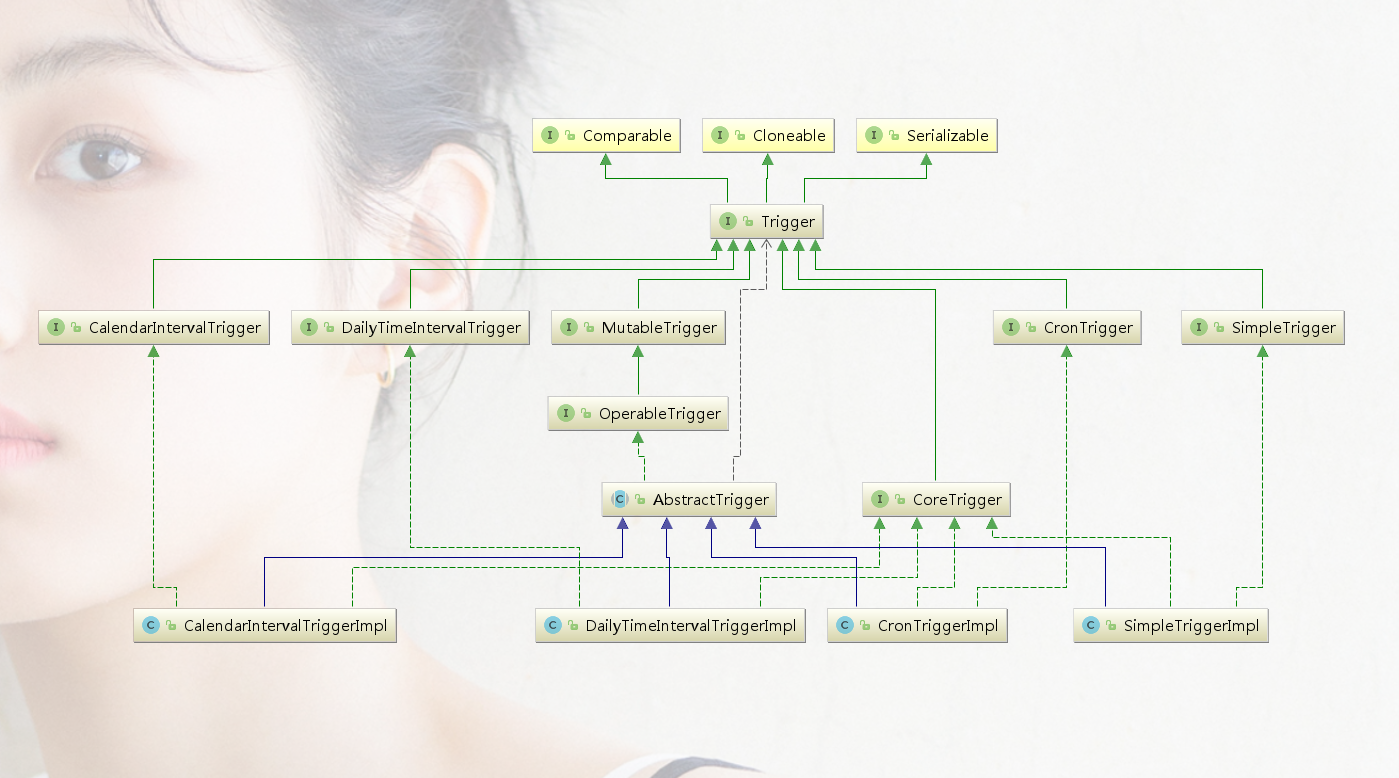 Comparable
Cloneable
Serializable
Trigger
CalendarIntervalTrigger
DailyTimeIntervalTrigger
MutableTrigger
CronTrigger
SimpleTrigger
OperableTrigger
AbstractTrigger
CoreTrigger
CalendarIntervalTriggerImpl
DailyTimeIntervalTriggerImpl
CronTriggerImpl
SimpleTriggerImpl